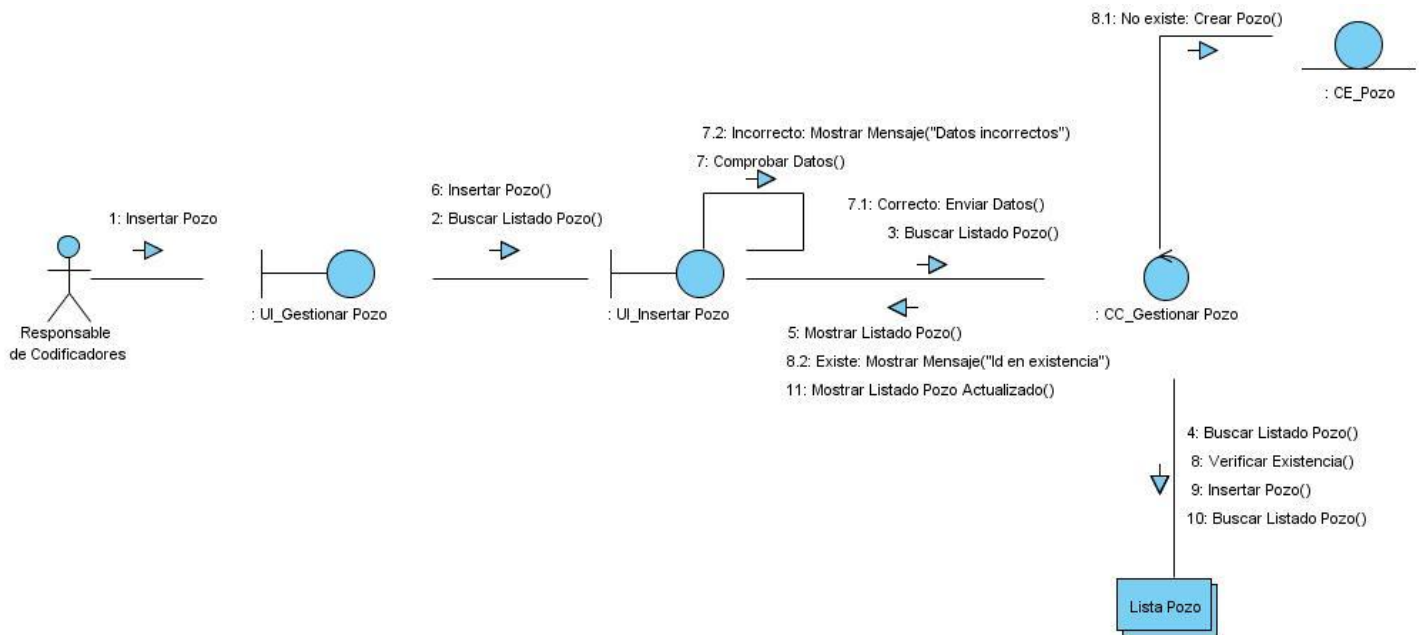 8.1: No existe: Crear Pozo()
: CE_Pozo
7.2: Incorrecto: Mostrar Mensaje("Datos incorrectos")
7: Comprobar Datos()
6: Insertar Pozo()
2: Buscar Listado Pozo()
1: Insertar Pozo
7.1: Correcto: Enviar Datos()
3: Buscar Listado Pozo()
Responsable
de Codificadores
: UI_Gestionar Pozo
: UI_Insertar Pozo
: CC_Gestionar Pozo
5: Mostrar Listado Pozo()
8.2: Existe: Mostrar Mensaje("Id en existencia")
11: Mostrar Listado Pozo Actualizado()
4: Buscar Listado Pozo()
8: Verificar Existencia()
9: Insertar Pozo()
10: Buscar Listado Pozo()
Lista Pozo